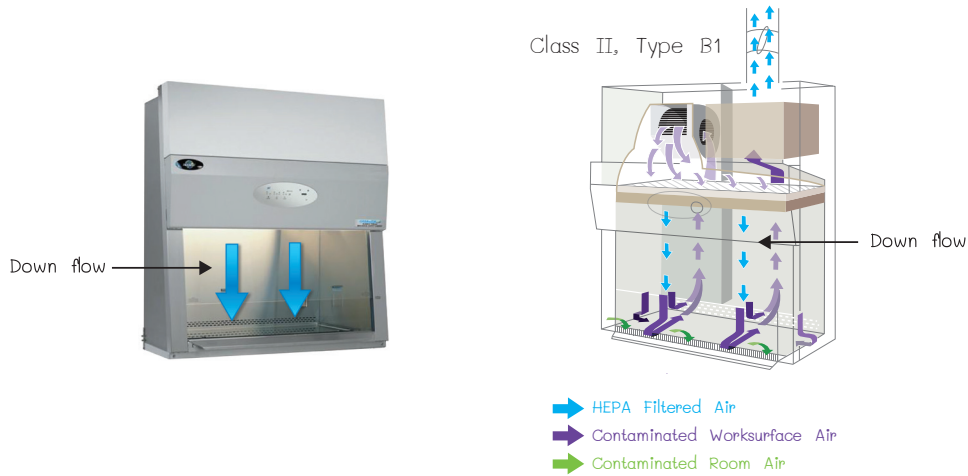 Class II, Type B1
Down flow
Down flow
HEPA Filtered Air
Contaminated Worksurface Air
Contaminated Room Air